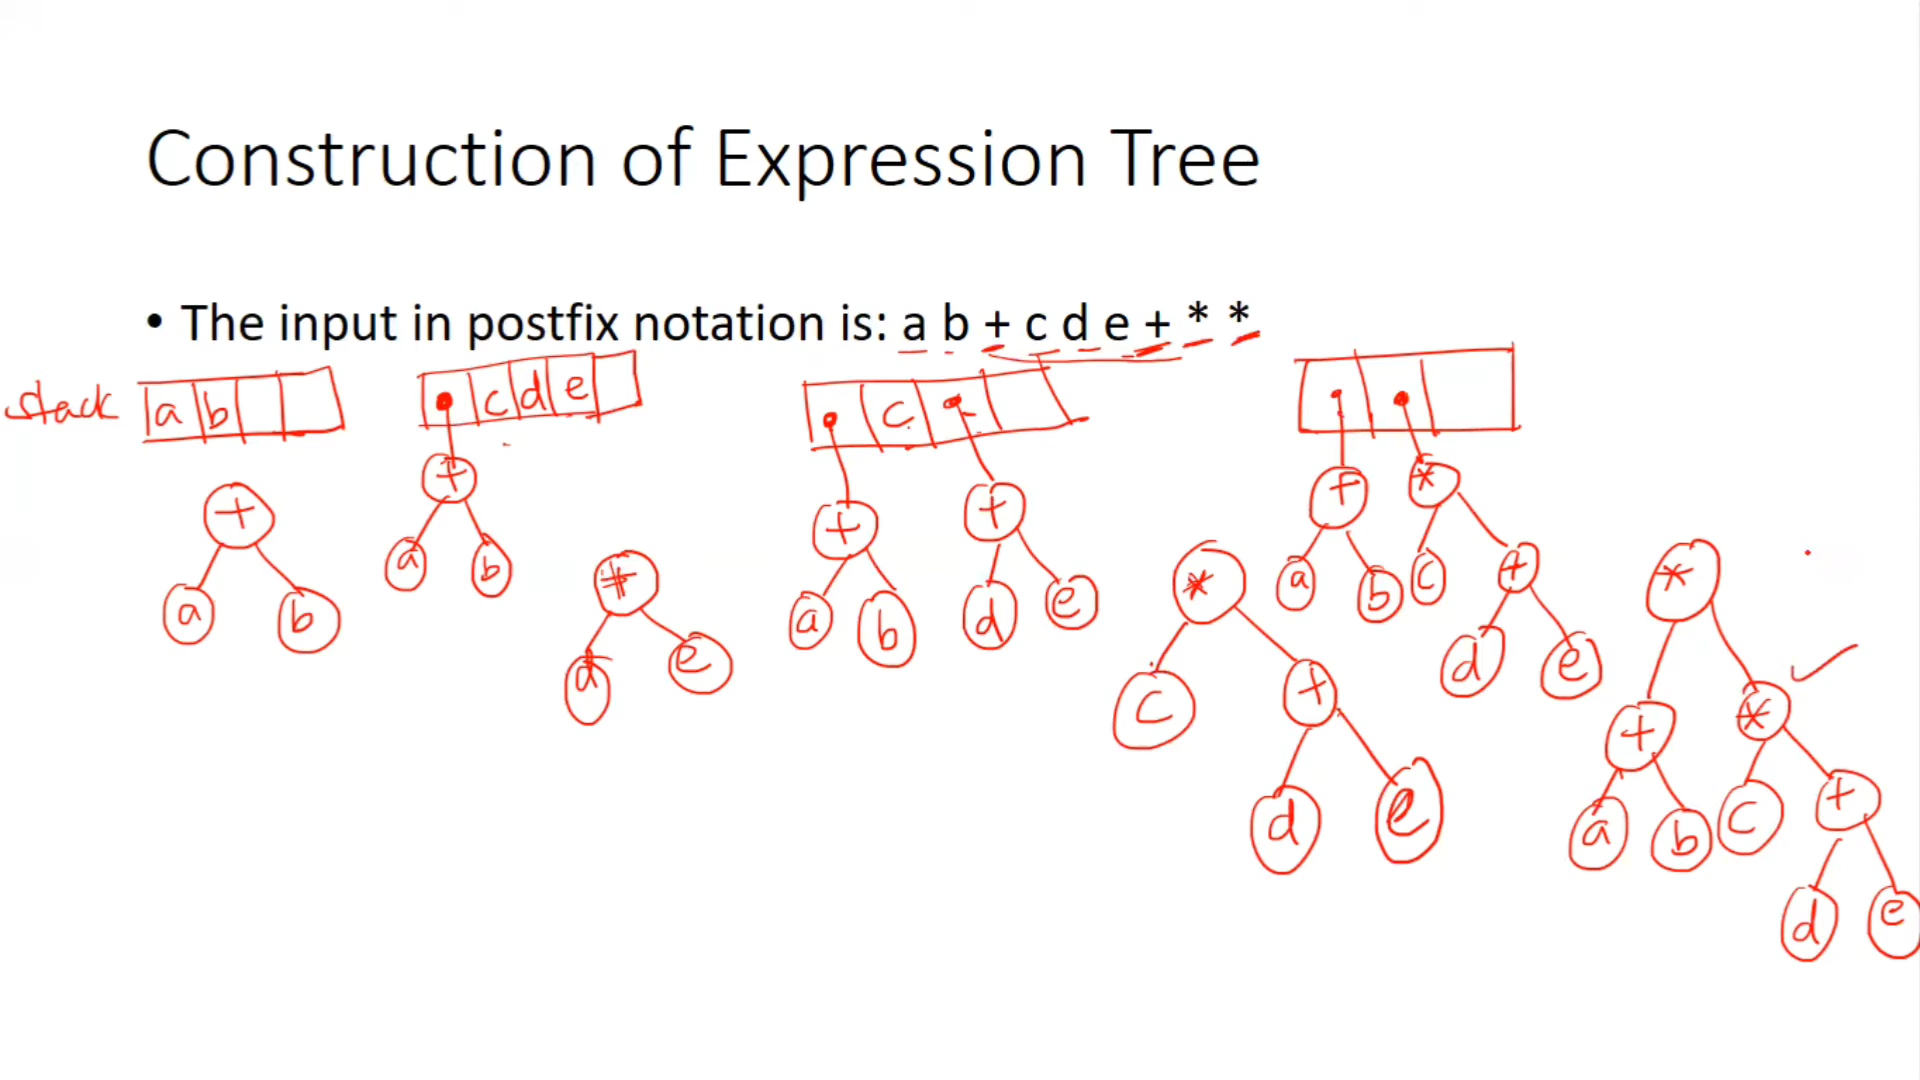 Construction of Expression Tree
• The input in postfix notation is: a b + c d e + * *
stack a b
c d e
c
+ a b
+ a b
d e
+ a b
+ d e
* c + d e
+ a b
* c + d e
* + a b * c + d e